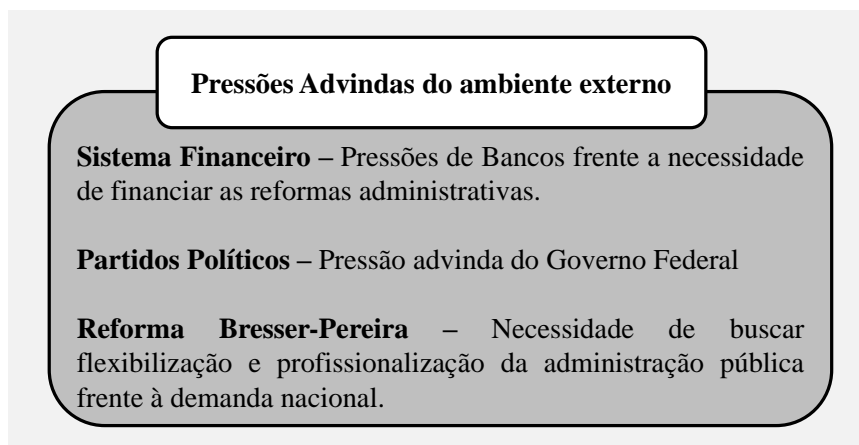 Pressões Advindas do ambiente externo
Sistema Financeiro – Pressões de Bancos frente a necessidade
de financiar as reformas administrativas.
Partidos Políticos – Pressão advinda do Governo Federal
Reforma Bresser-Pereira – Necessidade de buscar
flexibilização e profissionalização da administração pública
frente à demanda nacional.